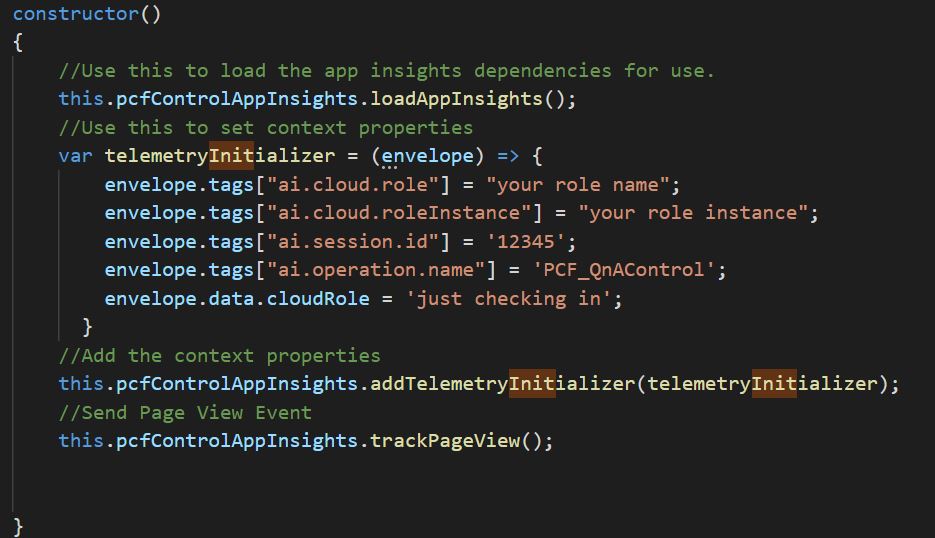 constructor()
{
//Use this to load the app insights dependencies for use.
this.pcfControlAppInsights.loadAppInsights();
//Use this to set context properties
var telemetryInitializer = (envelope) => {
envelope.tags["ai.cloud.role"] = "your role name";
envelope.tags["ai.cloud.roleInstance"] = "your role instance";
envelope.tags["ai.session.id"] = '12345';
envelope.tags["ai.operation.name"] = 'PCF_QnAControl';
envelope.data.cloudRole = 'just checking in';
}
//Add the context properties
this.pcfControlAppInsights.addTelemetryInitializer(telemetryInitializer);
//Send Page View Event
this.pcfControlAppInsights.trackPageView();
}